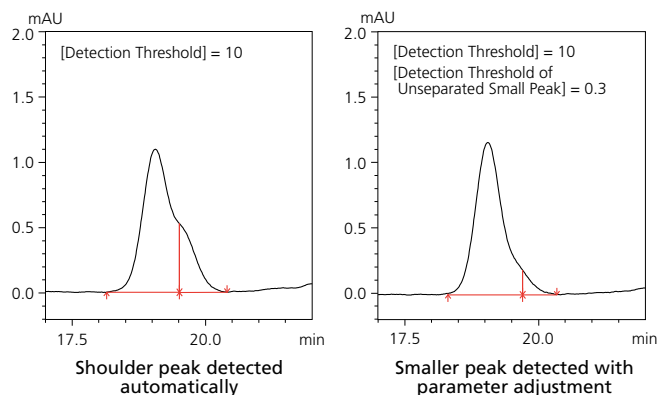 mAU
2.0
[Detection Threshold] = 10
1.5
1.0
0.5
0.0
17.5 20.0 min
Shoulder peak detected
automatically
mAU
2.0
[Detection Threshold] = 10
[Detection Threshold of
Unseparated Small Peak] = 0.3
1.5
1.0
0.5
0.0
17.5 20.0 min
Smaller peak detected with
parameter adjustment